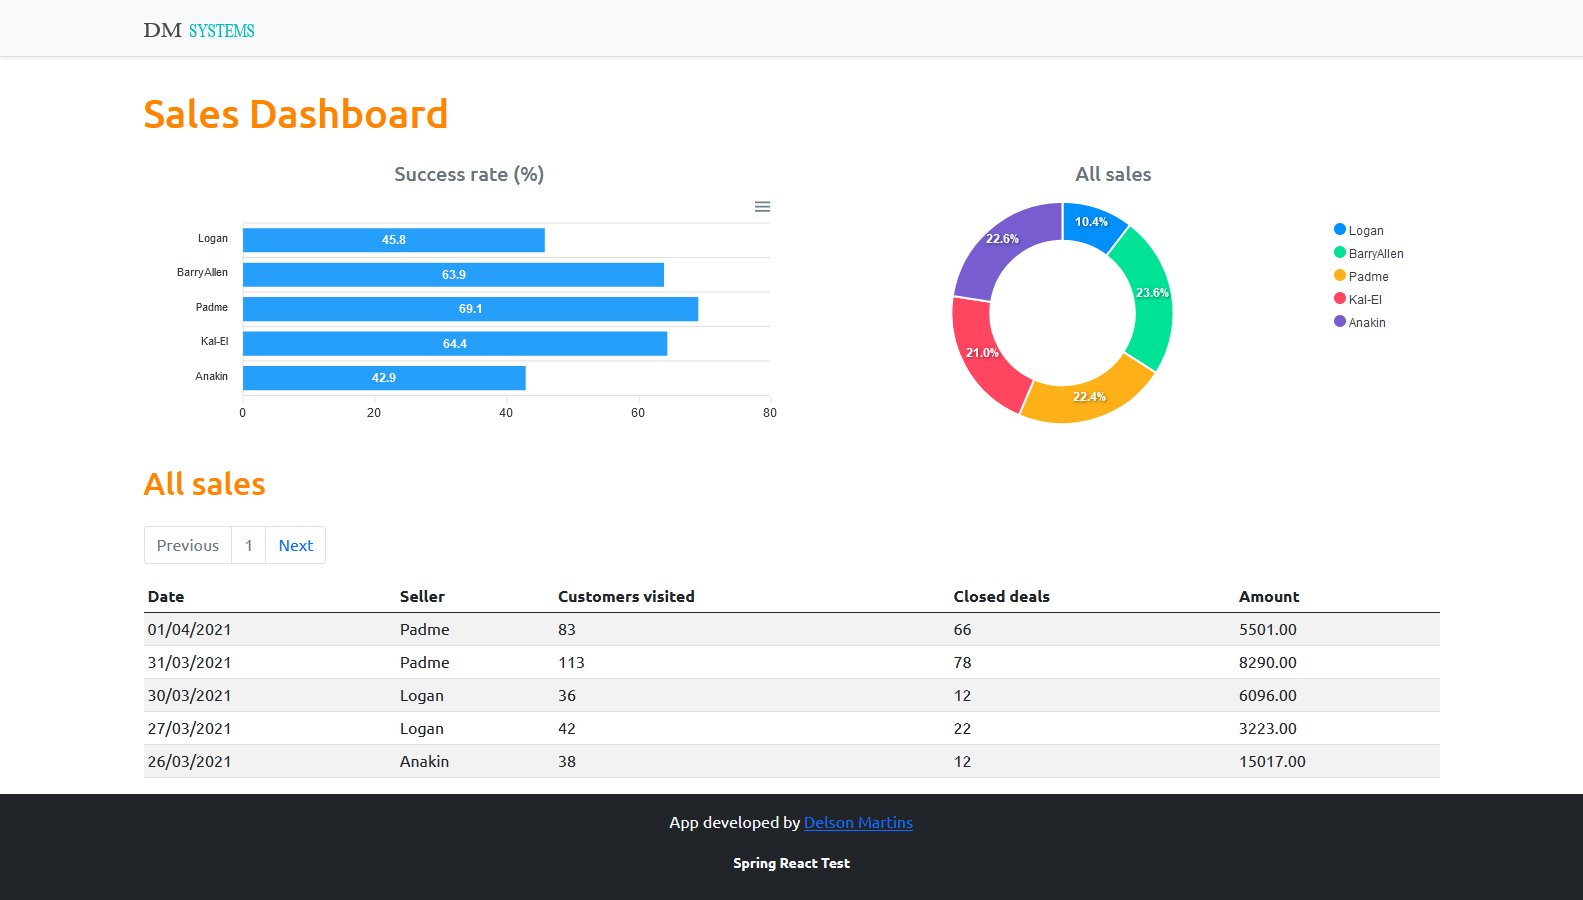 DM SYSTEMS
Sales Dashboard
Success rate (%)
Logan 45.8
BarryAllen 63.9
Padme 69.1
Kal-El 64.4
Anakin 42.9
0 20 40 60 80
All sales
10.4%
23.6%
22.4%
21.0%
22.6%
Logan
BarryAllen
Padme
Kal-El
Anakin
All sales
Previous 1 Next
Date Seller Customers visited Closed deals Amount
01/04/2021 Padme 83 66 5501.00
31/03/2021 Padme 113 78 8290.00
30/03/2021 Logan 36 12 6096.00
27/03/2021 Logan 42 22 3223.00
26/03/2021 Anakin 38 12 15017.00
App developed by Delson Martins
Spring React Test